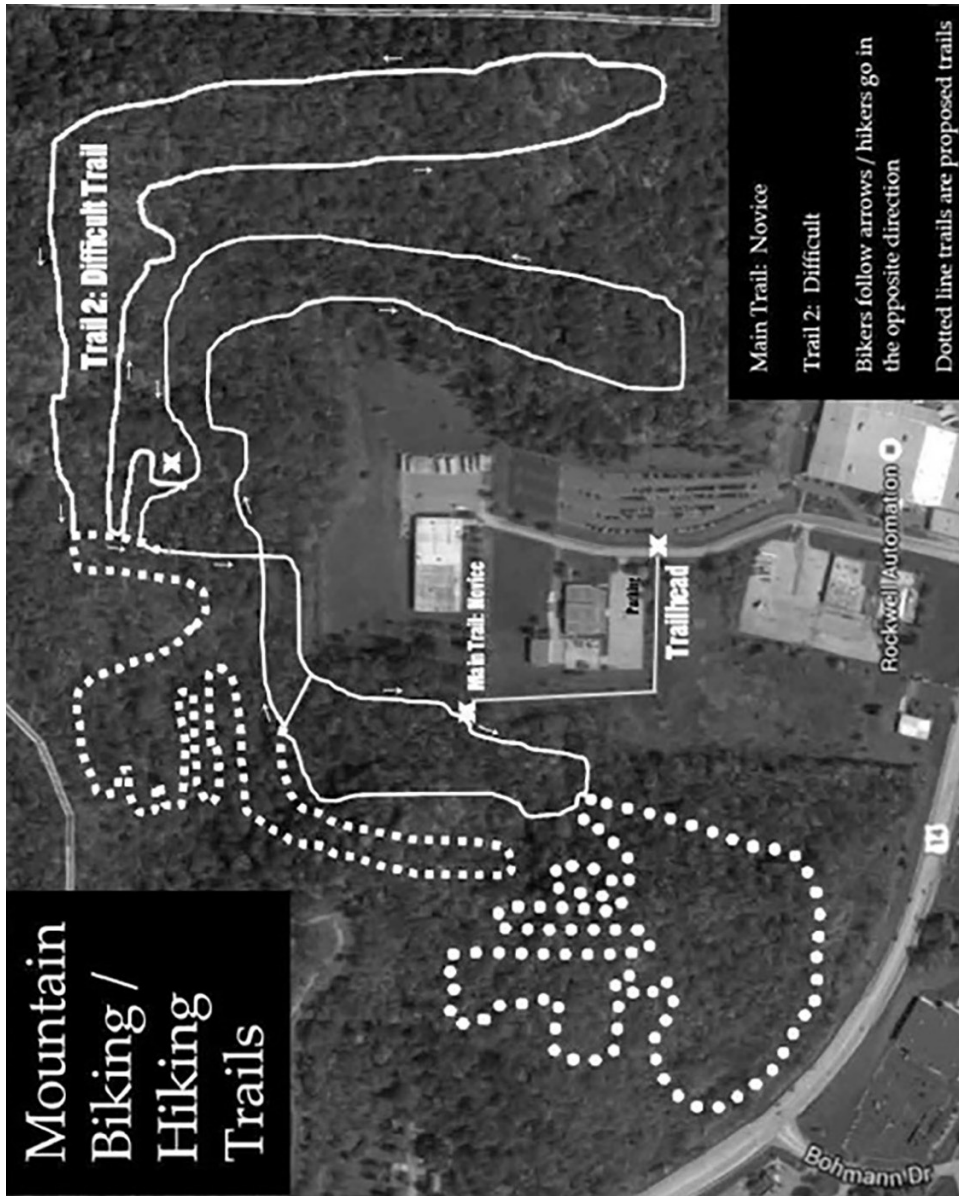 Mountain
Biking /
Hiking
Trails
Trail 2: Difficult Trail
Main Trail: Novice
Parking
Trailhead
Rockwell Automation
14
Bohmann Dr
Main Trail: Novice
Trail 2: Difficult
Bikers follow arrows / hikers go in
the opposite direction
Dotted line trails are proposed trails